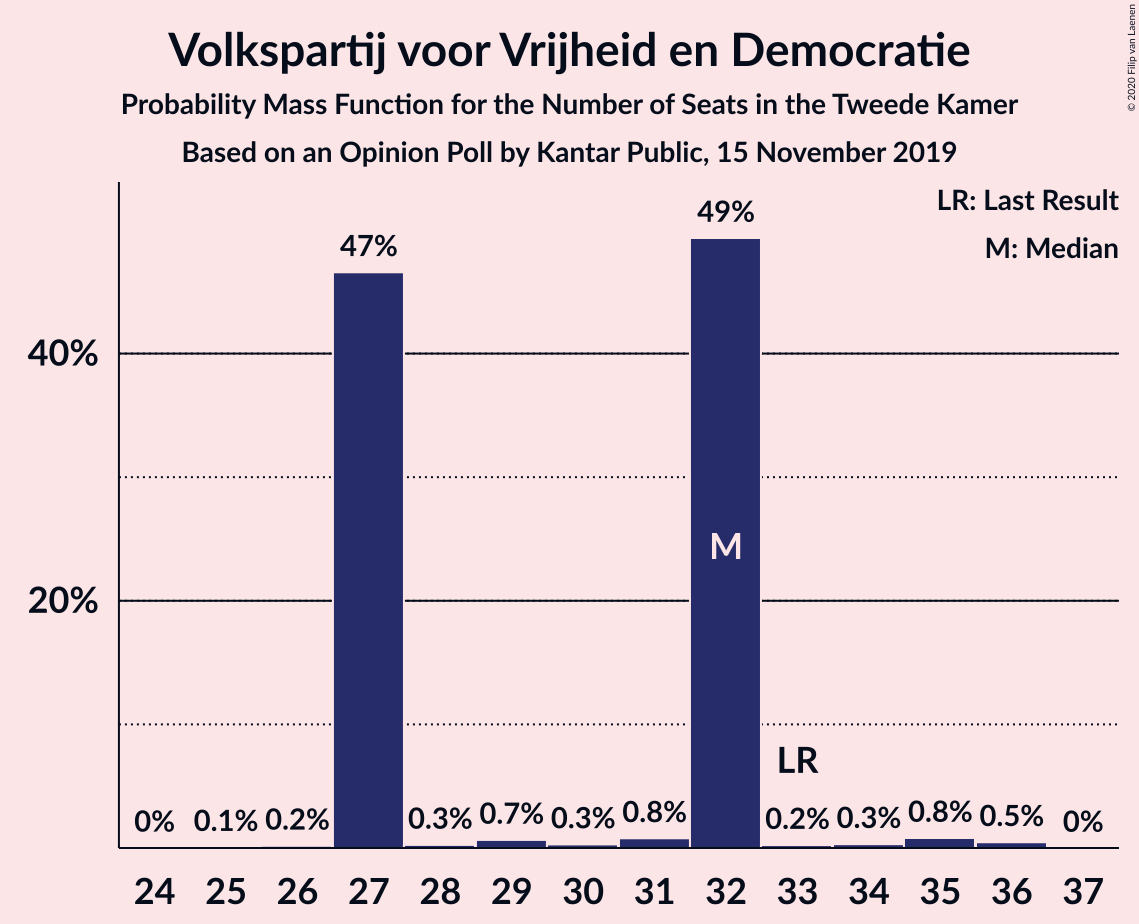 Volkspartij voor Vrijheid en Democratie
Probability Mass Function for the Number of Seats in the Tweede Kamer
Based on an Opinion Poll by Kantar Public, 15 November 2019
© 2020 Filip van Laenen
LR: Last Result
M: Median
40%
20%
0%
0.1%
0.2%
47%
0.3%
0.7%
0.3%
0.8%
49%
M
LR
0.2%
0.3%
0.8%
0.5%
0%
24 25 26 27 28 29 30 31 32 33 34 35 36 37